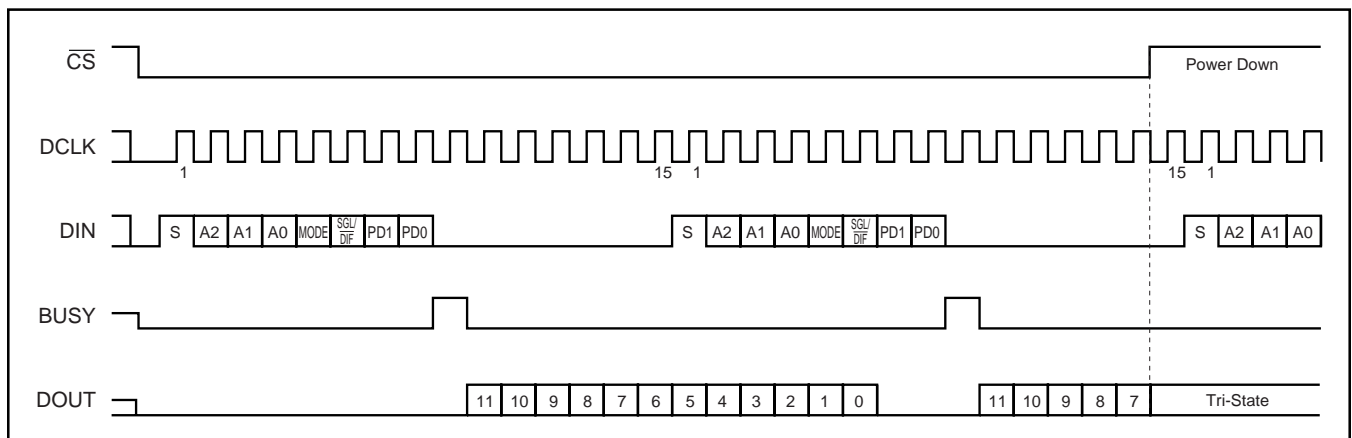 CS Power Down
DCLK
1 15 1 15 1
DIN S A2 A1 A0 MODE SGL/DIF PD1 PD0 S A2 A1 A0 MODE SGL/DIF PD1 PD0 S A2 A1 A0
BUSY
DOUT 11 10 9 8 7 6 5 4 3 2 1 0 11 10 9 8 7 Tri-State